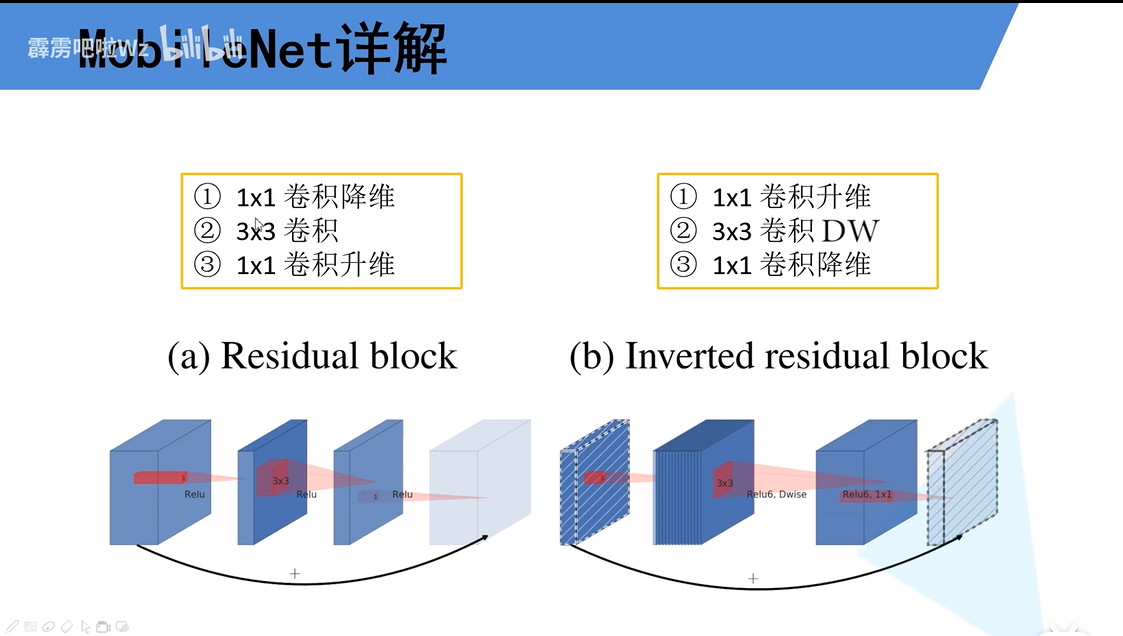 霹雳吧啦Wz bilibili
MobileNet详解
① 1x1 卷积降维
② 3x3 卷积
③ 1x1 卷积升维
① 1x1 卷积升维
② 3x3 卷积 DW
③ 1x1 卷积降维
(a) Residual block
(b) Inverted residual block
1
Relu
3x3
Relu
1
Relu
+
3x3
Relu6, Dwise
Relu6, 1x1
+